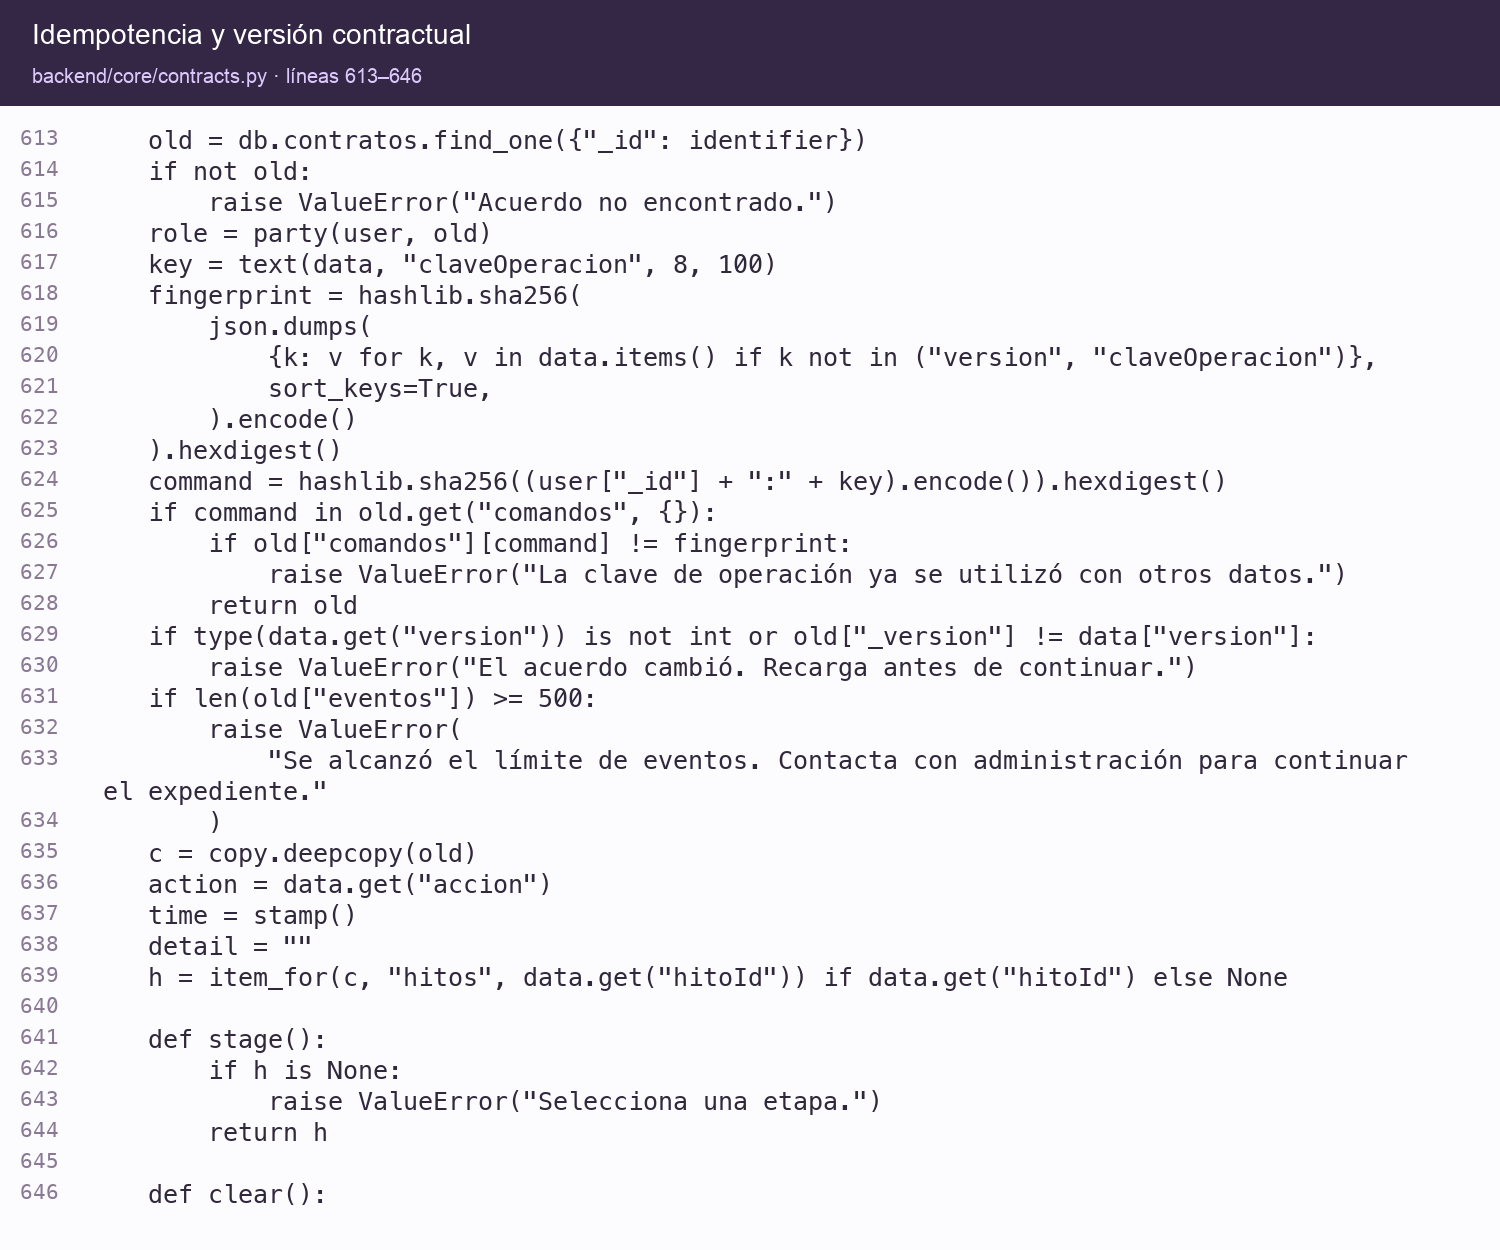 Idempotencia y versión contractual
backend/core/contracts.py · líneas 613–646
613 old = db.contratos.find_one({"_id": identifier})
614 if not old:
615 raise ValueError("Acuerdo no encontrado.")
616 role = party(user, old)
617 key = text(data, "claveOperacion", 8, 100)
618 fingerprint = hashlib.sha256(
619 json.dumps(
620 {k: v for k, v in data.items() if k not in ("version", "claveOperacion")},
621 sort_keys=True,
622 ).encode()
623 ).hexdigest()
624 command = hashlib.sha256((user["_id"] + ":" + key).encode()).hexdigest()
625 if command in old.get("comandos", {}):
626 if old["comandos"][command] != fingerprint:
627 raise ValueError("La clave de operación ya se utilizó con otros datos.")
628 return old
629 if type(data.get("version")) is not int or old["_version"] != data["version"]:
630 raise ValueError("El acuerdo cambió. Recarga antes de continuar.")
631 if len(old["eventos"]) >= 500:
632 raise ValueError(
633 "Se alcanzó el límite de eventos. Contacta con administración para continuar
el expediente."
634 )
635 c = copy.deepcopy(old)
636 action = data.get("accion")
637 time = stamp()
638 detail = ""
639 h = item_for(c, "hitos", data.get("hitoId")) if data.get("hitoId") else None
640
641 def stage():
642 if h is None:
643 raise ValueError("Selecciona una etapa.")
644 return h
645
646 def clear():